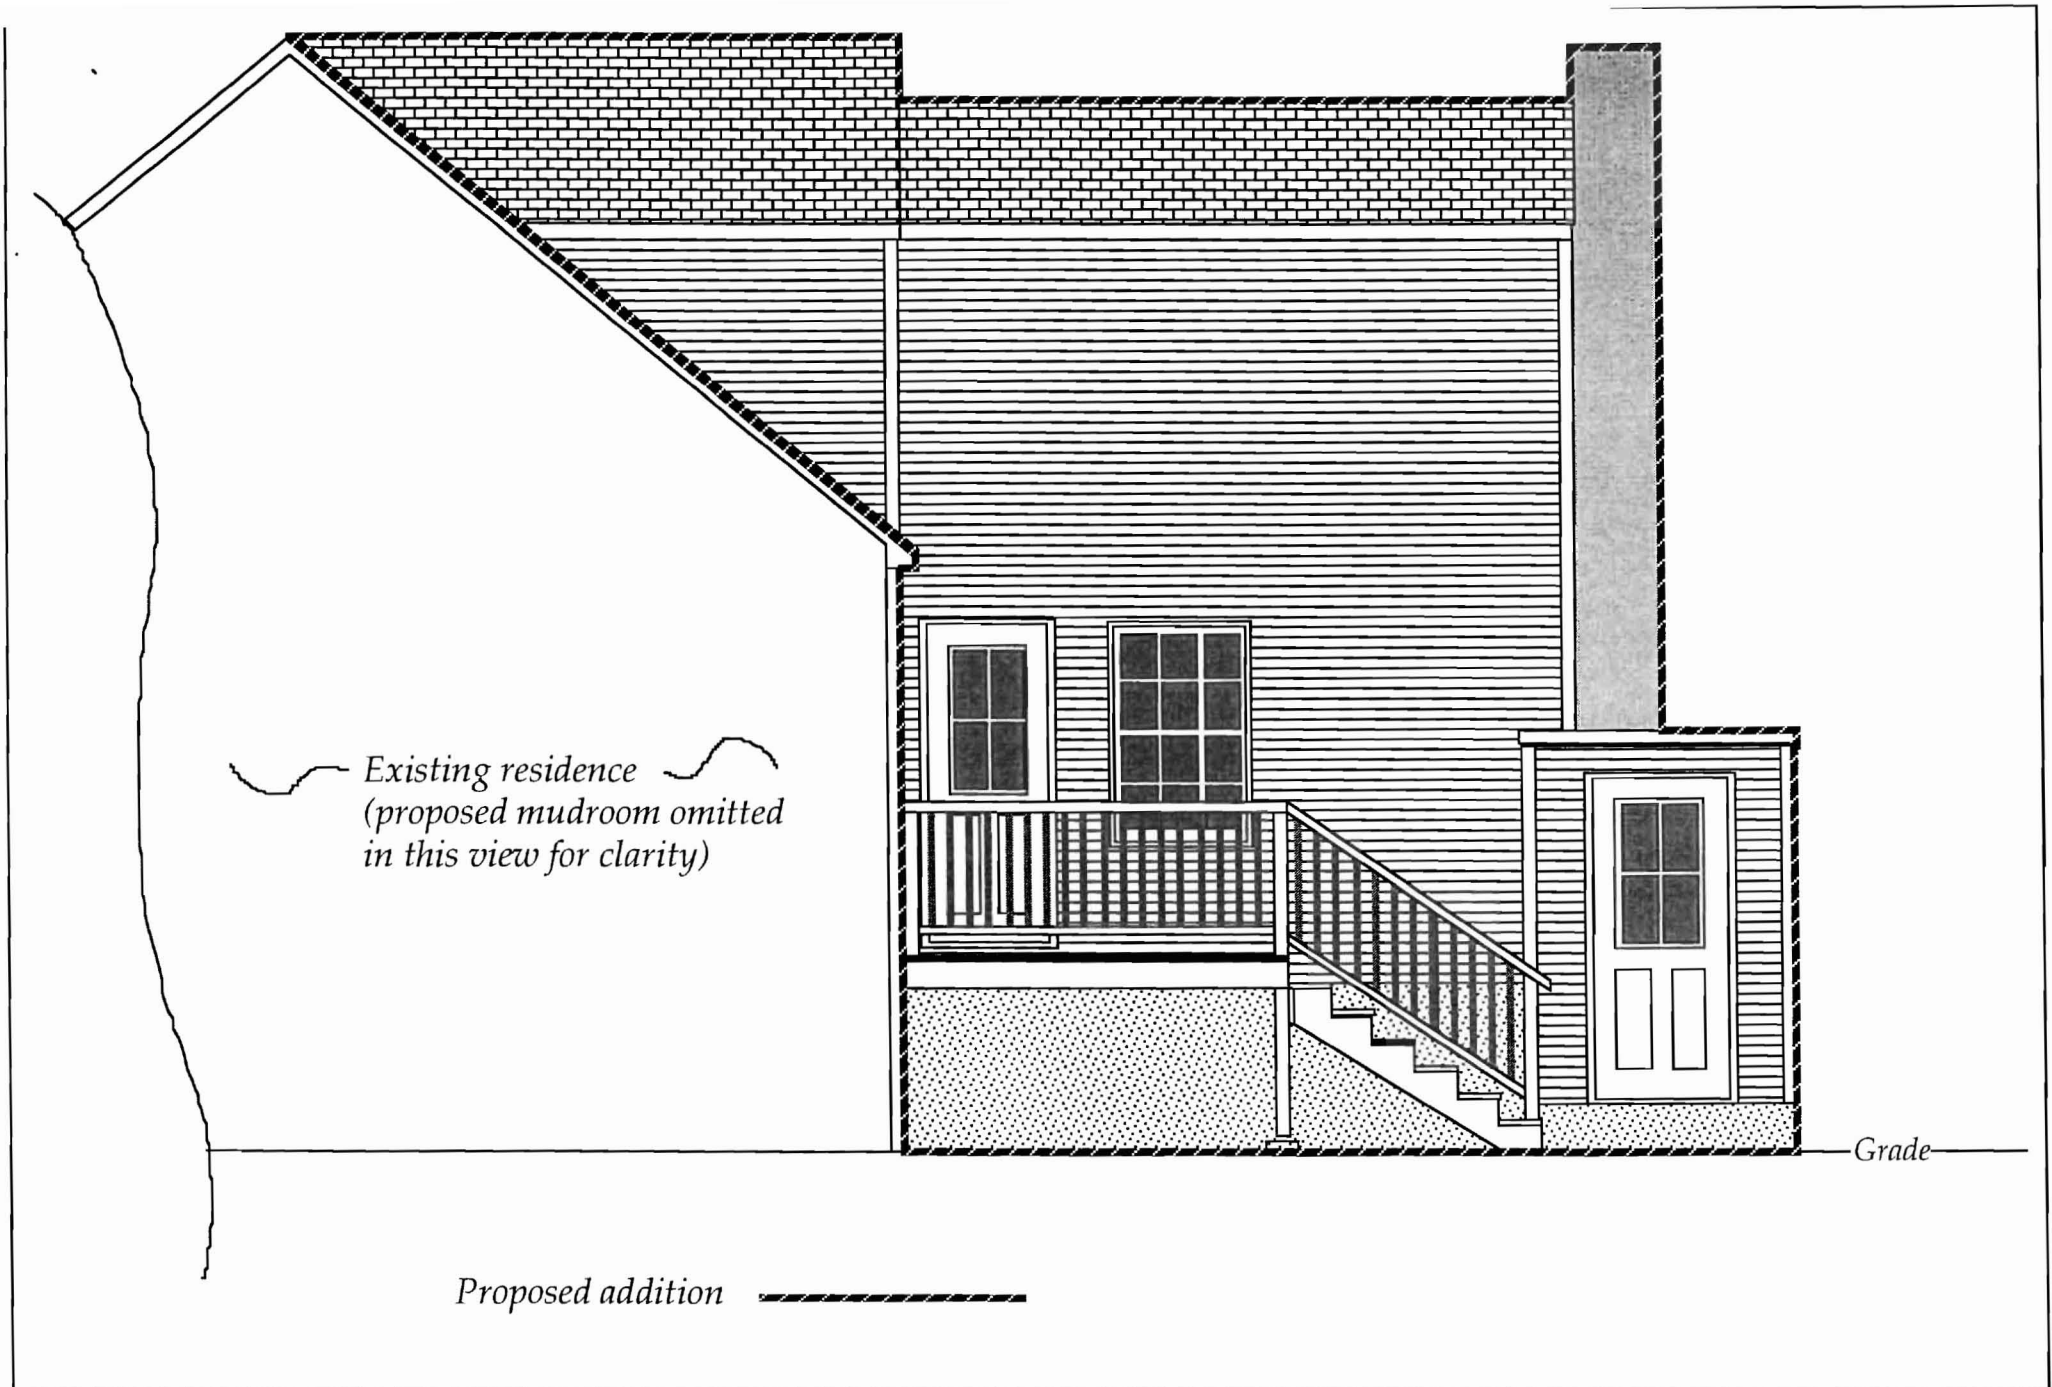 Existing residence
(proposed mudroom omitted
in this view for clarity)
Grade
Proposed addition